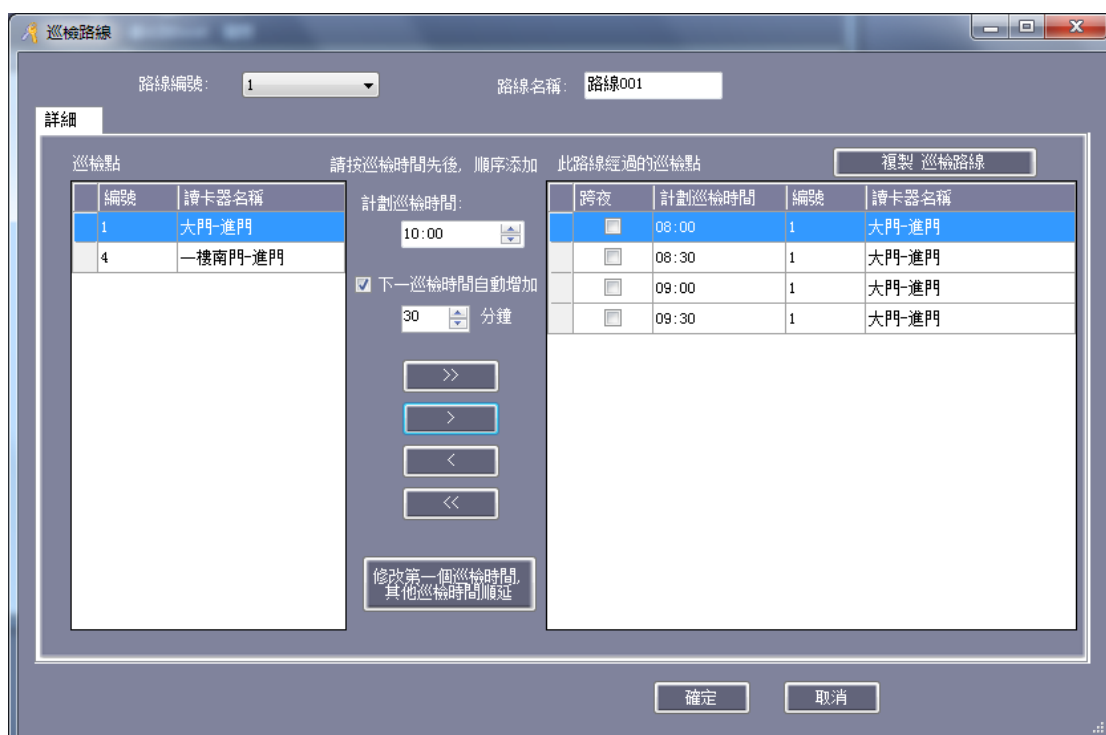 巡檢路線
路線編號: 1 路線名稱: 路線001
詳細
巡檢點 請按巡檢時間先後, 順序添加 此路線經過的巡檢點 複製 巡檢路線
編號 讀卡器名稱
1 大門-進門
4 一樓南門-進門
計劃巡檢時間:
10:00
下一巡檢時間自動增加
30 分鐘
>>
>
<
<<
修改第一個巡檢時間,
其他巡檢時間順延
跨夜 計劃巡檢時間 編號 讀卡器名稱
08:00 1 大門-進門
08:30 1 大門-進門
09:00 1 大門-進門
09:30 1 大門-進門
確定 取消